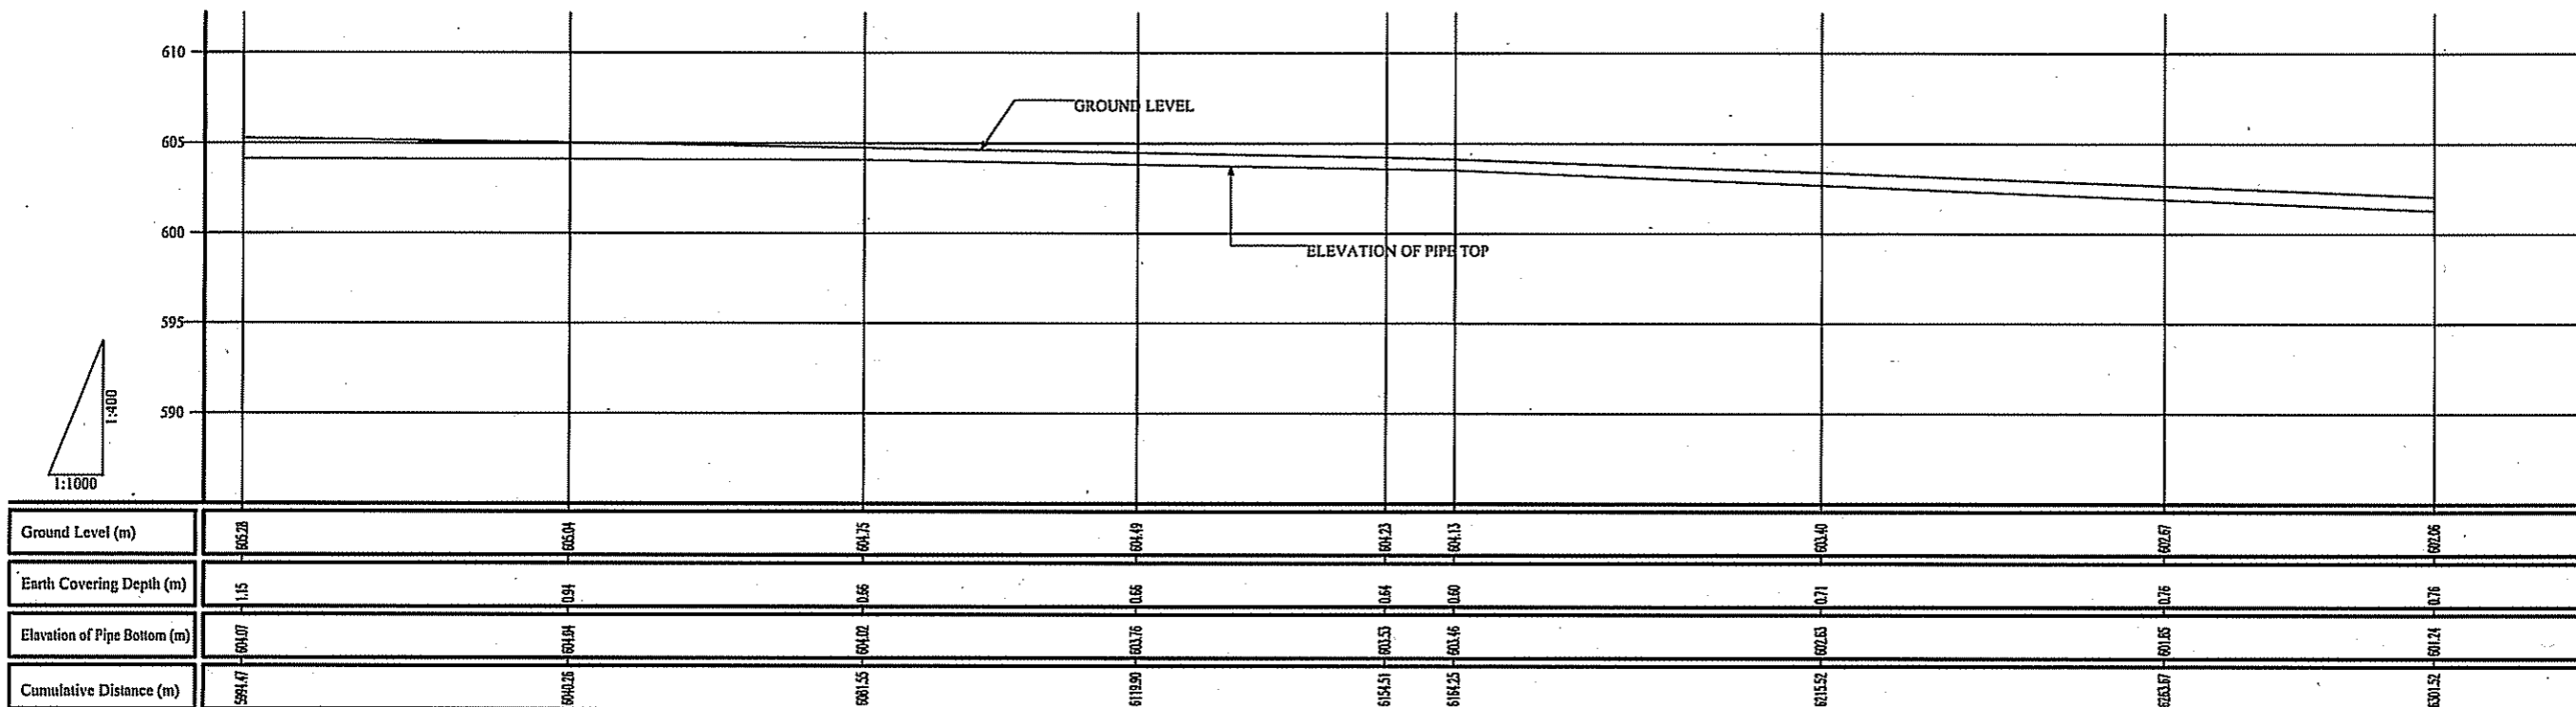 610
GROUND LEVEL
605
600
ELEVATION OF PIPE TOP
595
590
1:400
1:1000
Ground Level (m) 605.28 605.04 604.75 604.49 604.23 604.13 603.40 602.67 602.06
Earth Covering Depth (m) 1.15 0.94 0.66 0.66 0.64 0.60 0.71 0.76 0.76
Elavation of Pipe Bottom (m) 604.07 604.04 604.02 603.76 603.53 603.46 602.63 601.85 601.24
Cumulative Distance (m) 5994.47 6040.26 6081.55 6119.90 6154.51 6164.25 6215.52 6263.67 6301.52